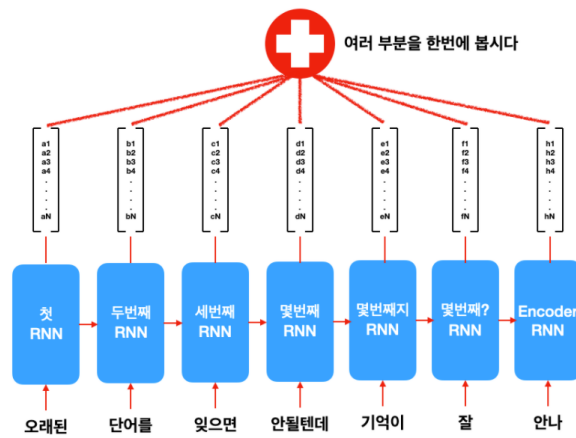 여러 부분을 한번에 봅시다
a1 b1 c1 d1 e1 f1 h1
a2 b2 c2 d2 e2 f2 h2
a3 b3 c3 d3 e3 f3 h3
a4 b4 c4 d4 e4 f4 h4
. . . . . . .
. . . . . . .
. . . . . . .
. . . . . . .
aN bN cN dN eN fN hN
첫 두번째 세번째 몇번째 몇번째지 몇번째? Encoder
RNN RNN RNN RNN RNN RNN RNN
오래된 단어를 잊으면 안될텐데 기억이 잘 안나